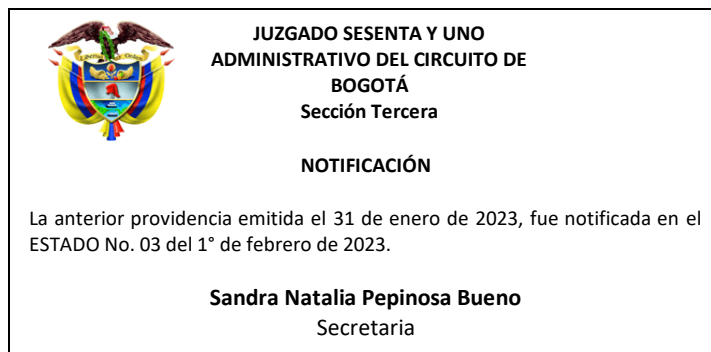 JUZGADO SESENTA Y UNO
ADMINISTRATIVO DEL CIRCUITO DE
BOGOTÁ
Sección Tercera
NOTIFICACIÓN
La anterior providencia emitida el 31 de enero de 2023, fue notificada en el
ESTADO No. 03 del 1° de febrero de 2023.
Sandra Natalia Pepinosa Bueno
Secretaria